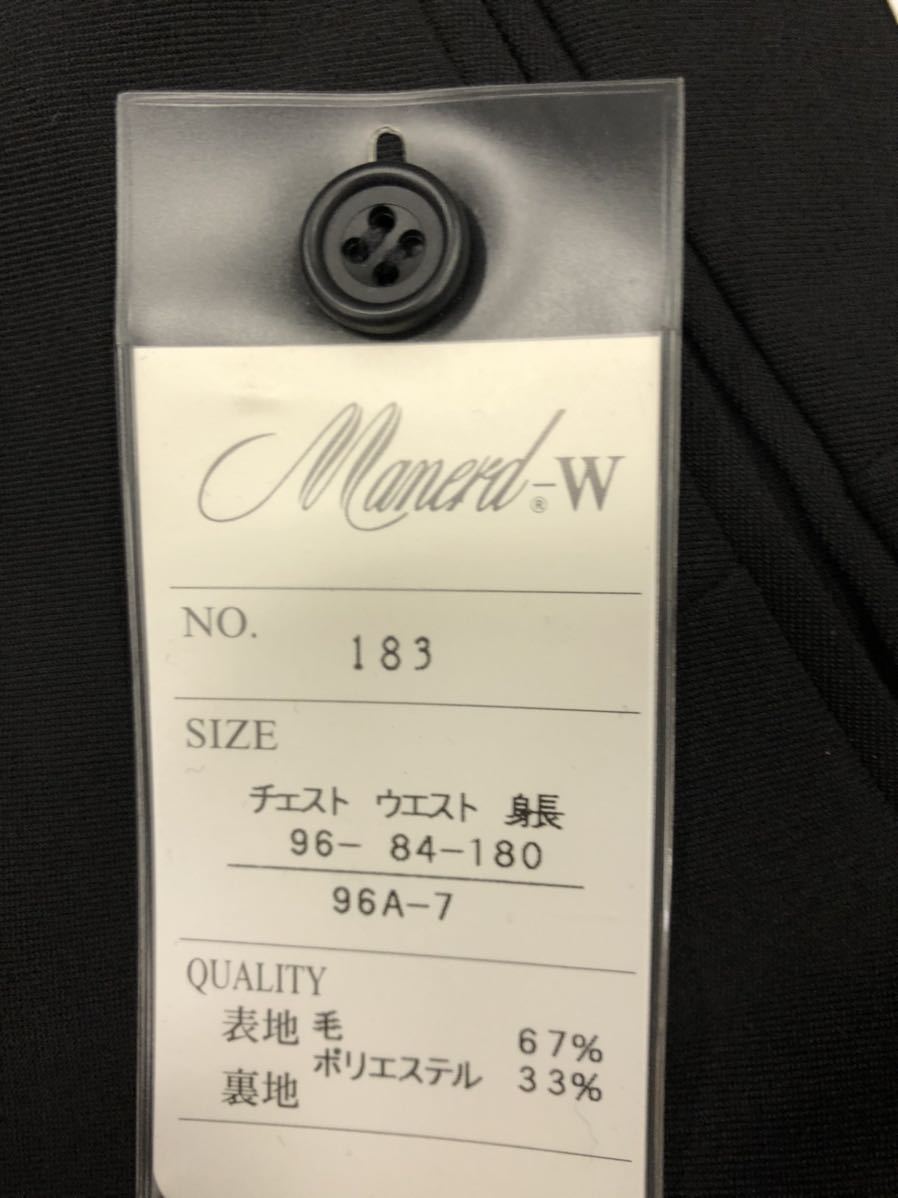 Manerd®-W
NO.
183
SIZE
チェスト ウエスト 身長
96- 84-180
96A-7
QUALITY
表地 毛 67%
ポリエステル 33%
裏地